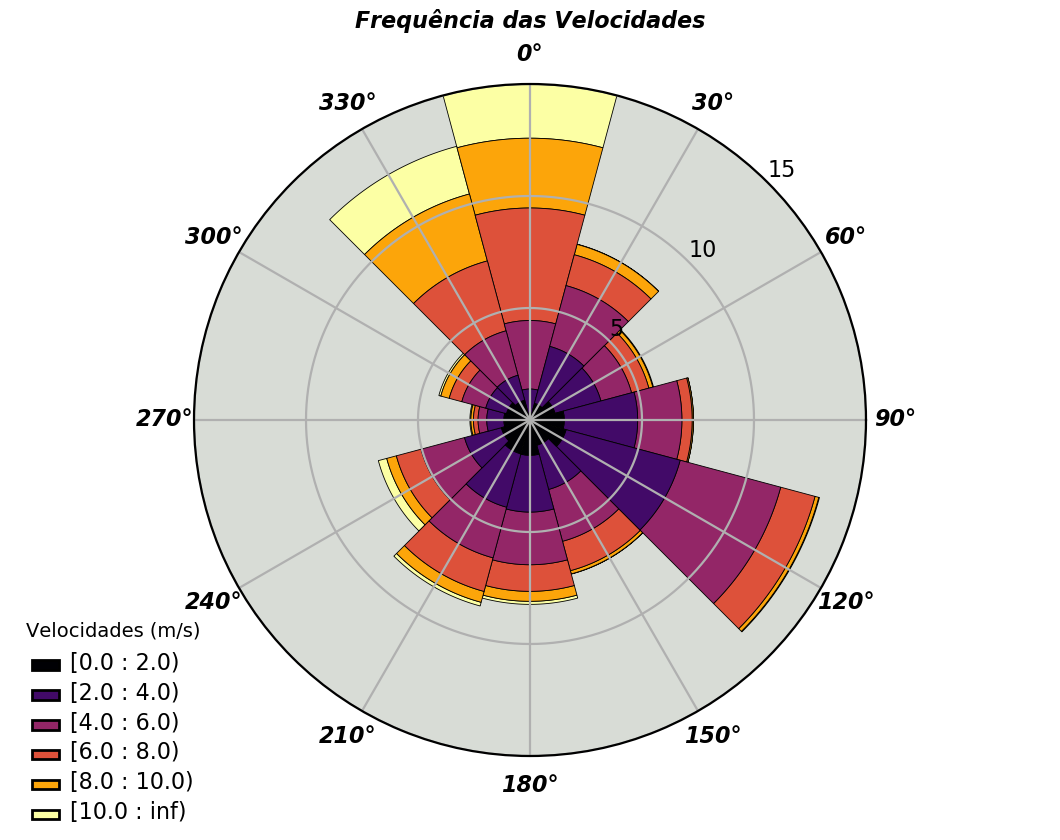 Frequência das Velocidades
0°
330°
30°
15
300°
60°
10
5
270°
90°
240°
120°
210°
150°
180°
Velocidades (m/s)
[0.0 : 2.0)
[2.0 : 4.0)
[4.0 : 6.0)
[6.0 : 8.0)
[8.0 : 10.0)
[10.0 : inf)